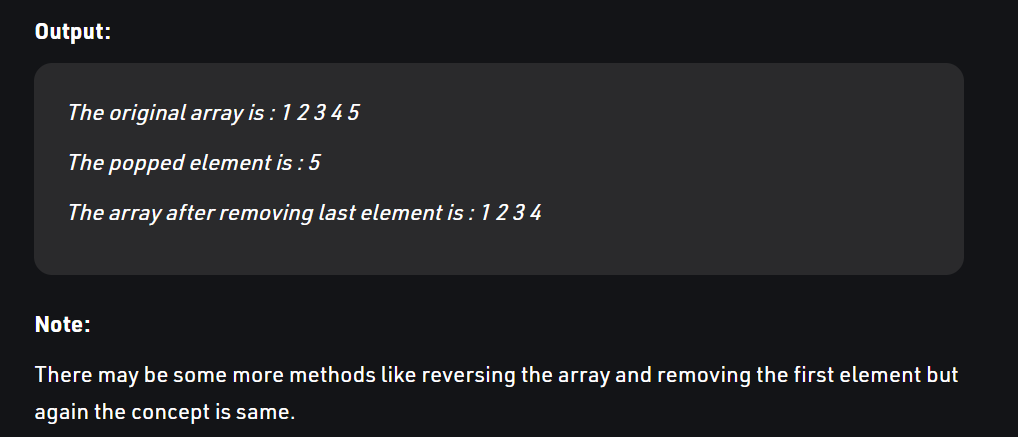 Output:
The original array is : 1 2 3 4 5
The popped element is : 5
The array after removing last element is : 1 2 3 4
Note:
There may be some more methods like reversing the array and removing the first element but
again the concept is same.